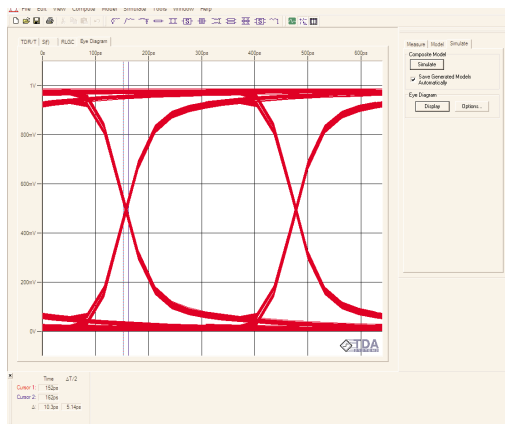 File Edit View Compute Model Simulate Tools Window Help
TDR/T S(f) RLGC Eye Diagram
0s 100ps 200ps 300ps 400ps 500ps 600ps
1V
800mV
600mV
400mV
200mV
0V
TDA
Measure Model Simulate
Composite Model
Simulate
Save Generated Models
Automatically
Eye Diagram
Display Options...
Time ΔT/2
Cursor 1: 152ps
Cursor 2: 162ps
Δ: 10.3ps 5.14ps